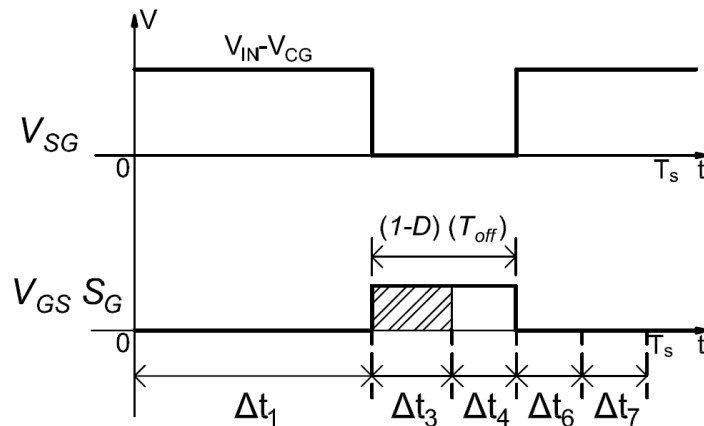 V
V_IN-V_CG
V_SG
0
T_s t
(1-D) (T_off)
V_GS S_G
0
T_s t
Δt_1 Δt_3 Δt_4 Δt_6 Δt_7